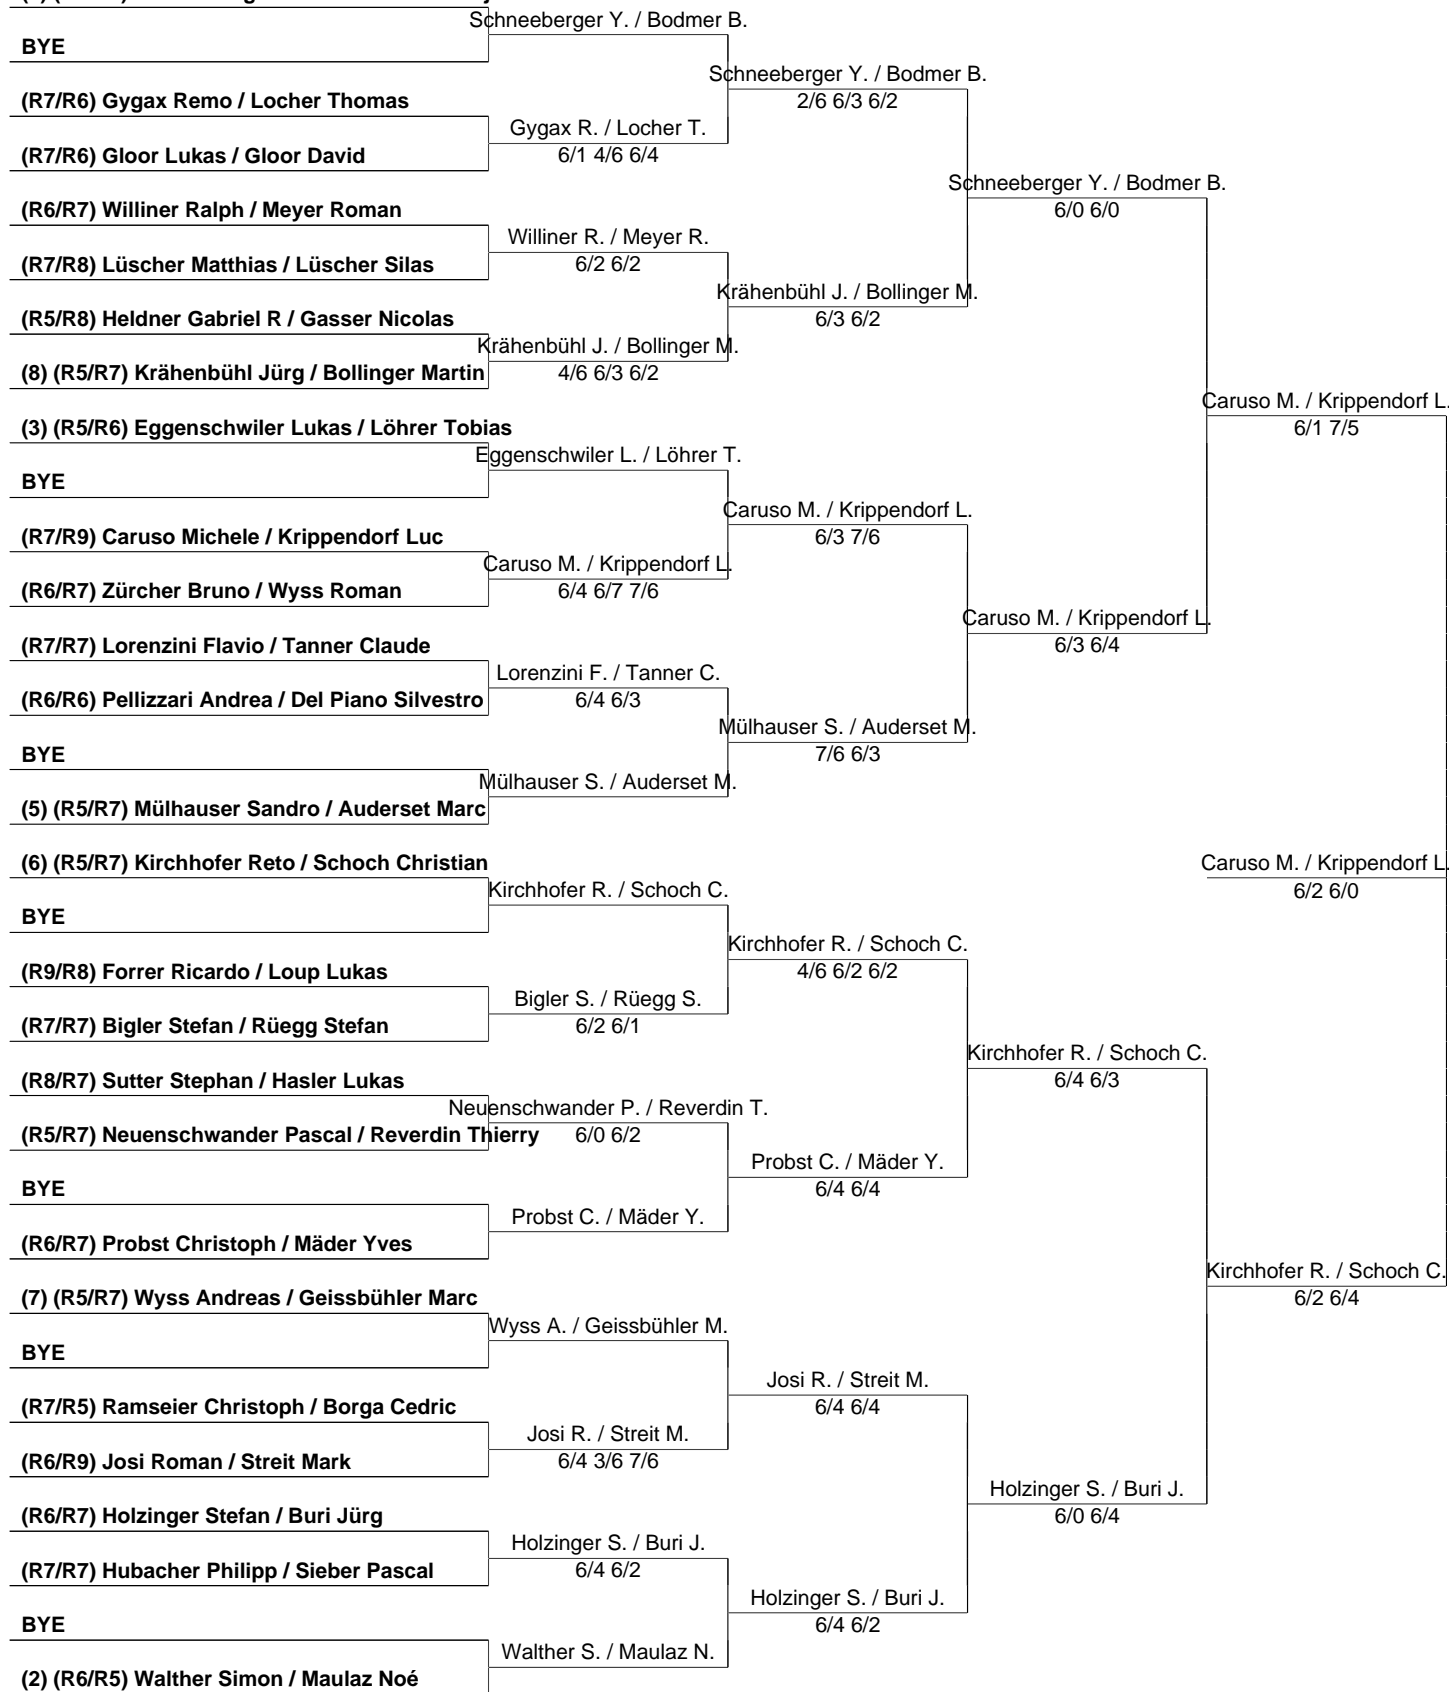 Schneeberger Y. / Bodmer B.
BYE
Schneeberger Y. / Bodmer B.
(R7/R6) Gygax Remo / Locher Thomas
2/6 6/3 6/2
Gygax R. / Locher T.
(R7/R6) Gloor Lukas / Gloor David
6/1 4/6 6/4
Schneeberger Y. / Bodmer B.
(R6/R7) Williner Ralph / Meyer Roman
6/0 6/0
Williner R. / Meyer R.
(R7/R8) Lüscher Matthias / Lüscher Silas
6/2 6/2
Krähenbühl J. / Bollinger M.
(R5/R8) Heldner Gabriel R / Gasser Nicolas
6/3 6/2
Krähenbühl J. / Bollinger M.
(8) (R5/R7) Krähenbühl Jürg / Bollinger Martin
4/6 6/3 6/2
Caruso M. / Krippendorf L.
(3) (R5/R6) Eggenschwiler Lukas / Löhrer Tobias
6/1 7/5
Eggenschwiler L. / Löhrer T.
BYE
Caruso M. / Krippendorf L.
(R7/R9) Caruso Michele / Krippendorf Luc
6/3 7/6
Caruso M. / Krippendorf L.
(R6/R7) Zürcher Bruno / Wyss Roman
6/4 6/7 7/6
Caruso M. / Krippendorf L.
(R7/R7) Lorenzini Flavio / Tanner Claude
6/3 6/4
Lorenzini F. / Tanner C.
(R6/R6) Pellizzari Andrea / Del Piano Silvestro
6/4 6/3
Mülhauser S. / Auderset M.
BYE
7/6 6/3
Mülhauser S. / Auderset M.
(5) (R5/R7) Mülhauser Sandro / Auderset Marc
(6) (R5/R7) Kirchhofer Reto / Schoch Christian
Caruso M. / Krippendorf L.
6/2 6/0
Kirchhofer R. / Schoch C.
BYE
Kirchhofer R. / Schoch C.
(R9/R8) Forrer Ricardo / Loup Lukas
4/6 6/2 6/2
Bigler S. / Rüegg S.
(R7/R7) Bigler Stefan / Rüegg Stefan
6/2 6/1
Kirchhofer R. / Schoch C.
(R8/R7) Sutter Stephan / Hasler Lukas
6/4 6/3
Neuenschwander P. / Reverdin T.
(R5/R7) Neuenschwander Pascal / Reverdin Thierry
6/0 6/2
Probst C. / Mäder Y.
BYE
6/4 6/4
Probst C. / Mäder Y.
(R6/R7) Probst Christoph / Mäder Yves
Kirchhofer R. / Schoch C.
(7) (R5/R7) Wyss Andreas / Geissbühler Marc
6/2 6/4
Wyss A. / Geissbühler M.
BYE
Josi R. / Streit M.
(R7/R5) Ramseier Christoph / Borga Cedric
6/4 6/4
Josi R. / Streit M.
(R6/R9) Josi Roman / Streit Mark
6/4 3/6 7/6
Holzinger S. / Buri J.
(R6/R7) Holzinger Stefan / Buri Jürg
6/0 6/4
Holzinger S. / Buri J.
(R7/R7) Hubacher Philipp / Sieber Pascal
6/4 6/2
Holzinger S. / Buri J.
BYE
6/4 6/2
Walther S. / Maulaz N.
(2) (R6/R5) Walther Simon / Maulaz Noé